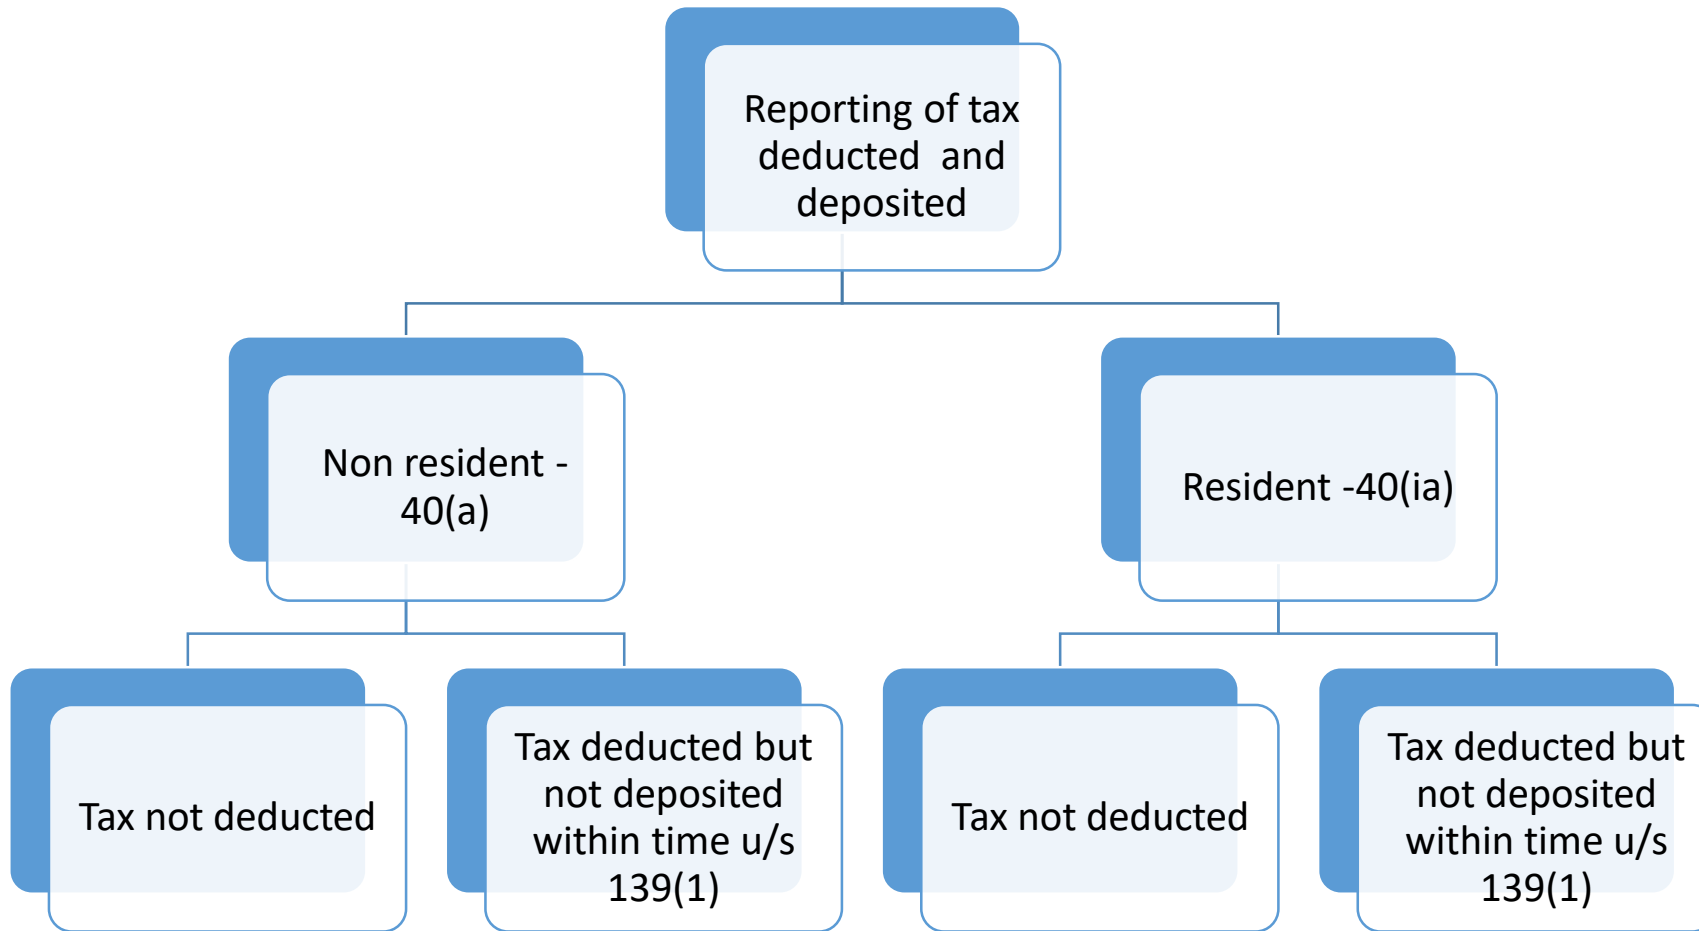 Reporting of tax
deducted  and
deposited
Non resident -
40(a)
Resident -40(ia)
Tax not deducted
Tax deducted but
not deposited
within time u/s
139(1)
Tax not deducted
Tax deducted but
not deposited
within time u/s
139(1)